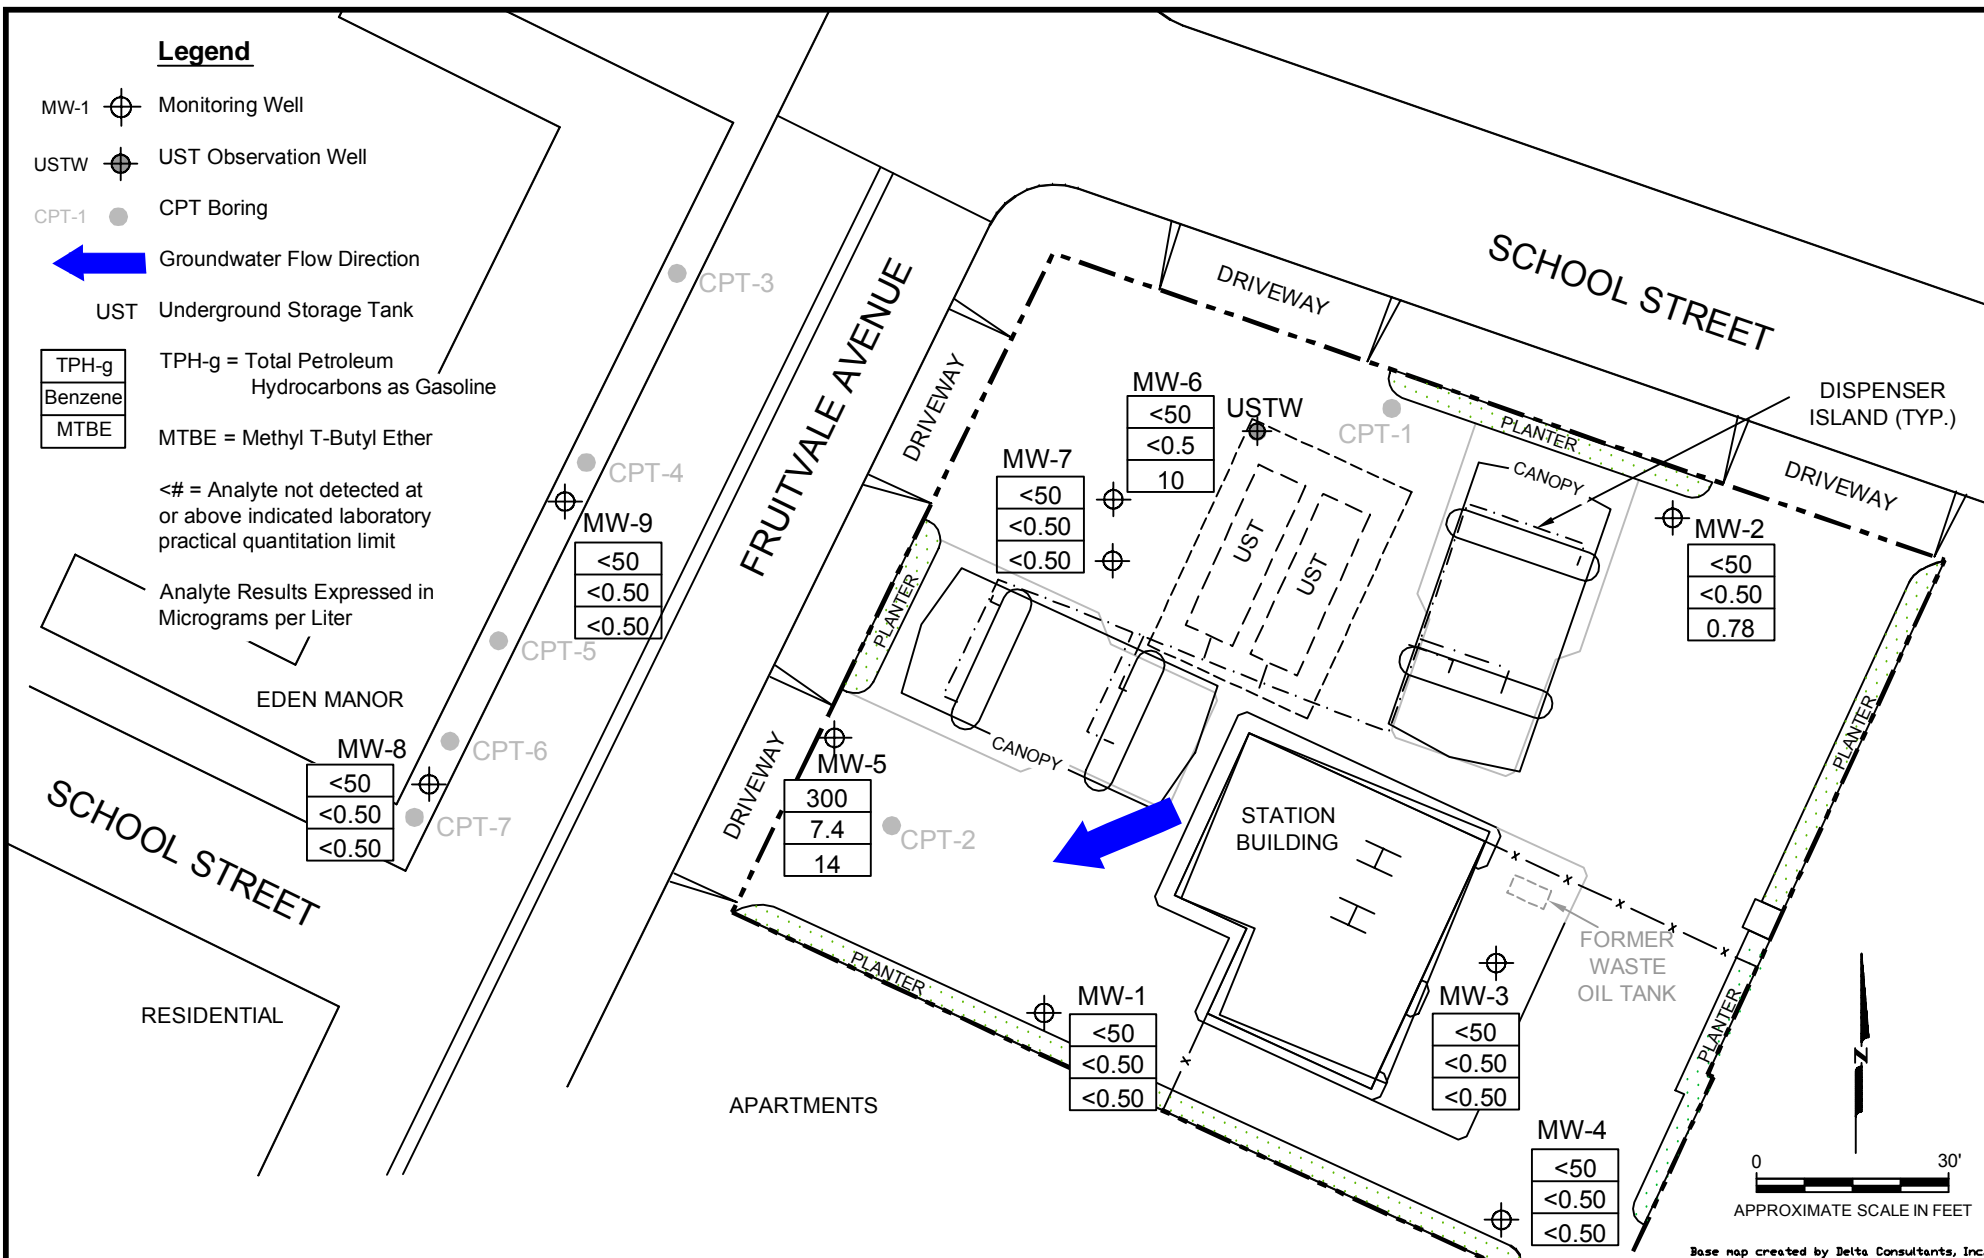 Legend
MW-1 Monitoring Well
USTW UST Observation Well
CPT-1 CPT Boring
Groundwater Flow Direction
UST Underground Storage Tank
TPH-g
Benzene
MTBE
TPH-g = Total Petroleum
Hydrocarbons as Gasoline
MTBE = Methyl T-Butyl Ether
<# = Analyte not detected at
or above indicated laboratory
practical quantitation limit
Analyte Results Expressed in
Micrograms per Liter
CPT-3
CPT-4
MW-9
<50
<0.50
<0.50
CPT-5
EDEN MANOR
CPT-6
MW-8
<50
<0.50
<0.50
CPT-7
SCHOOL STREET
RESIDENTIAL
FRUITVALE AVENUE
DRIVEWAY
DRIVEWAY
PLANTER
SCHOOL STREET
DRIVEWAY
DRIVEWAY
PLANTER
DISPENSER
ISLAND (TYP.)
CANOPY
MW-6
<50
<0.5
10
USTW
CPT-1
MW-7
<50
<0.50
<0.50
UST
UST
MW-2
<50
<0.50
0.78
CANOPY
MW-5
300
7.4
14
CPT-2
STATION
BUILDING
PLANTER
PLANTER
FORMER
WASTE
OIL TANK
PLANTER
x
x
x
x
x
x
MW-1
<50
<0.50
<0.50
MW-3
<50
<0.50
<0.50
MW-4
<50
<0.50
<0.50
APARTMENTS
N
0 30'
APPROXIMATE SCALE IN FEET
Base map created by Delta Consultants, Inc